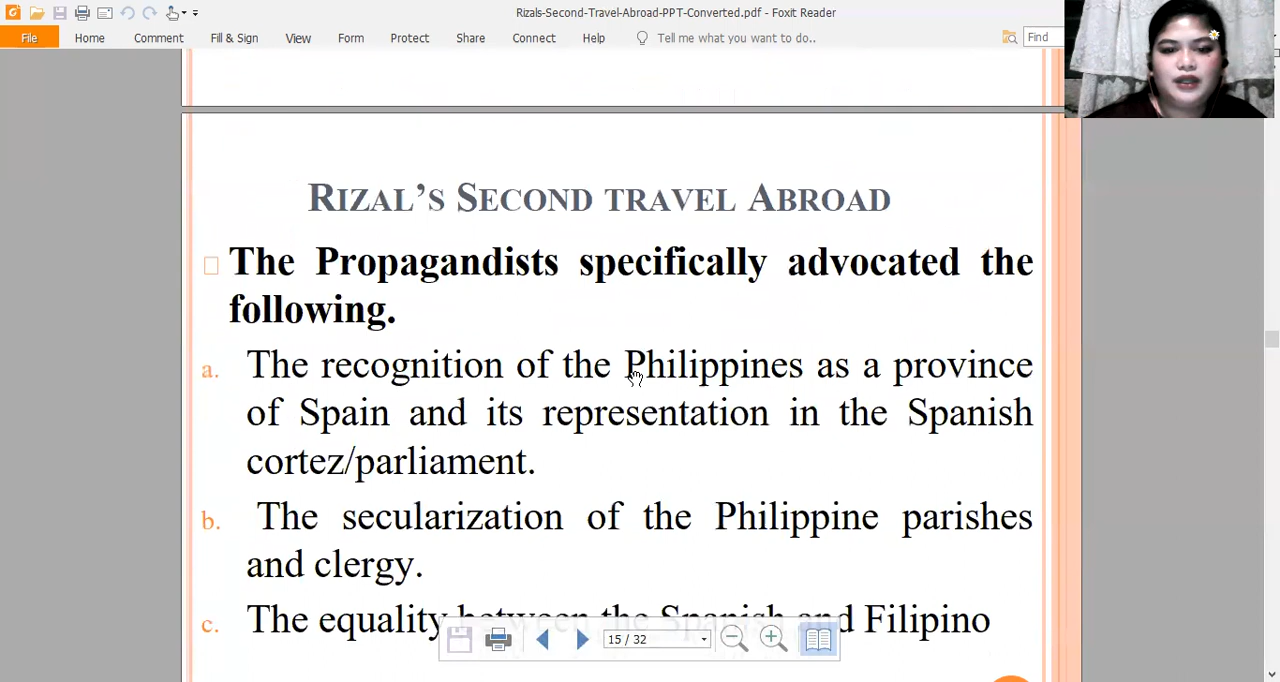 Rizals-Second-Travel-Abroad-PPT-Converted.pdf - Foxit Reader
File Home Comment Fill & Sign View Form Protect Share Connect Help Tell me what you want to do.. Find
RIZAL'S SECOND TRAVEL ABROAD
The Propagandists specifically advocated the
following.
a. The recognition of the Philippines as a province
of Spain and its representation in the Spanish
cortez/parliament.
b. The secularization of the Philippine parishes
and clergy.
c. The equality between the Spanish and Filipino
15 / 32